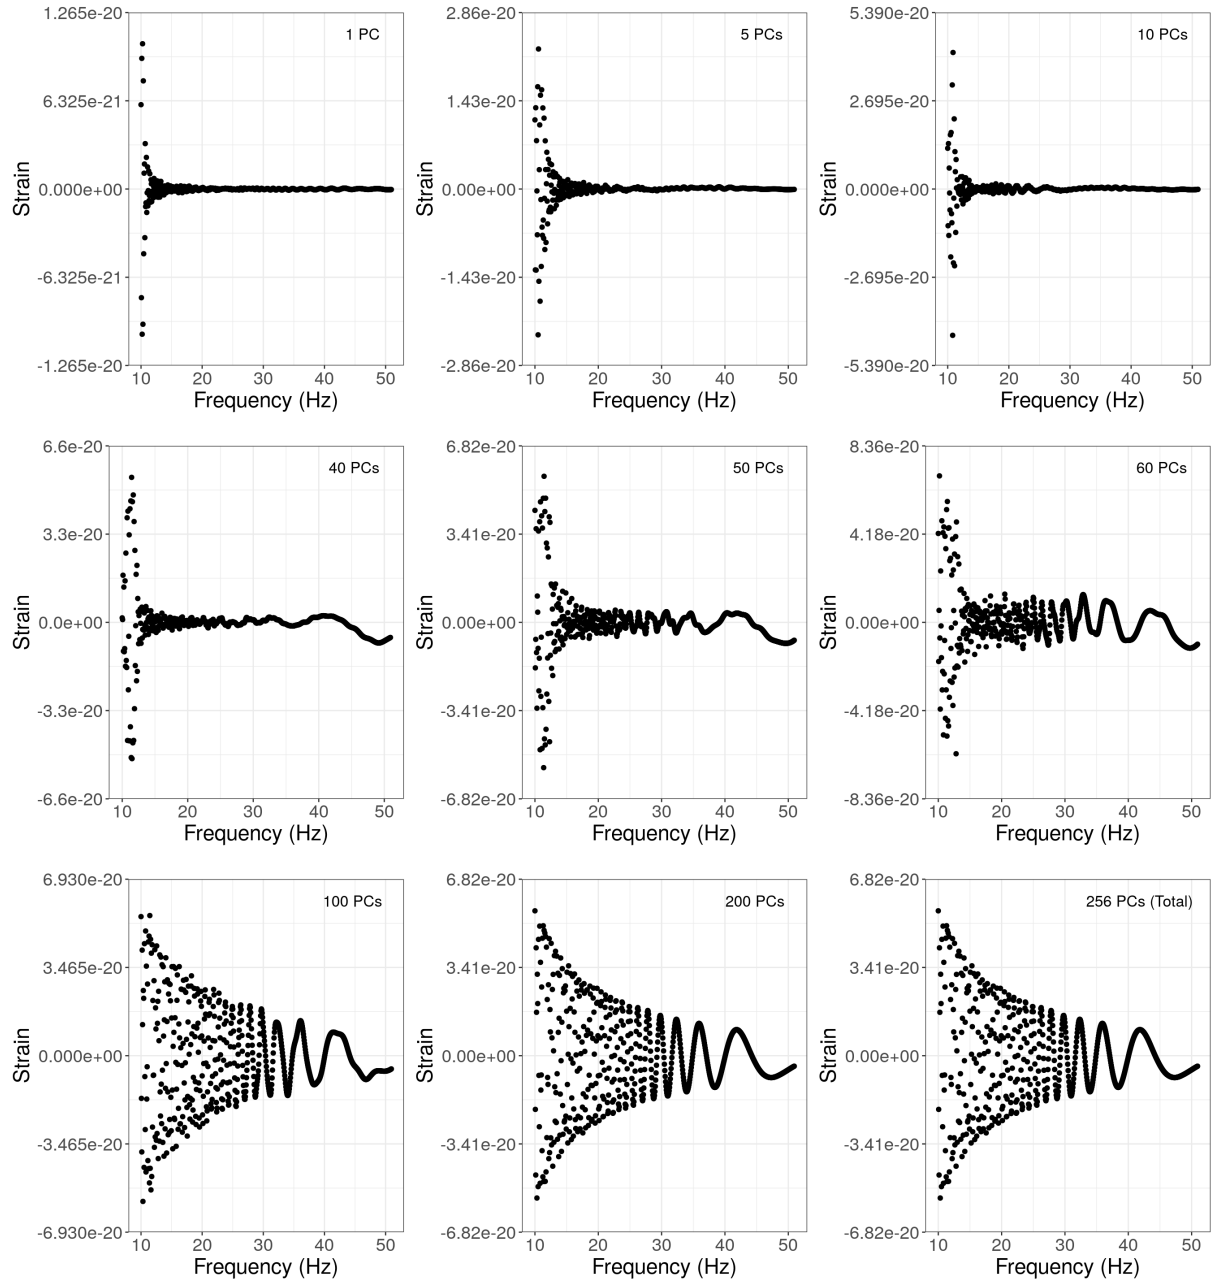 1 PC
1.265e-20
6.325e-21
0.000e+00
-6.325e-21
-1.265e-20
Strain
10 20 30 40 50
Frequency (Hz)
5 PCs
2.86e-20
1.43e-20
0.00e+00
-1.43e-20
-2.86e-20
Strain
10 20 30 40 50
Frequency (Hz)
10 PCs
5.390e-20
2.695e-20
0.000e+00
-2.695e-20
-5.390e-20
Strain
10 20 30 40 50
Frequency (Hz)
40 PCs
6.6e-20
3.3e-20
0.0e+00
-3.3e-20
-6.6e-20
Strain
10 20 30 40 50
Frequency (Hz)
50 PCs
6.82e-20
3.41e-20
0.00e+00
-3.41e-20
-6.82e-20
Strain
10 20 30 40 50
Frequency (Hz)
60 PCs
8.36e-20
4.18e-20
0.00e+00
-4.18e-20
-8.36e-20
Strain
10 20 30 40 50
Frequency (Hz)
100 PCs
6.930e-20
3.465e-20
0.000e+00
-3.465e-20
-6.930e-20
Strain
10 20 30 40 50
Frequency (Hz)
200 PCs
6.82e-20
3.41e-20
0.00e+00
-3.41e-20
-6.82e-20
Strain
10 20 30 40 50
Frequency (Hz)
256 PCs (Total)
6.82e-20
3.41e-20
0.00e+00
-3.41e-20
-6.82e-20
Strain
10 20 30 40 50
Frequency (Hz)